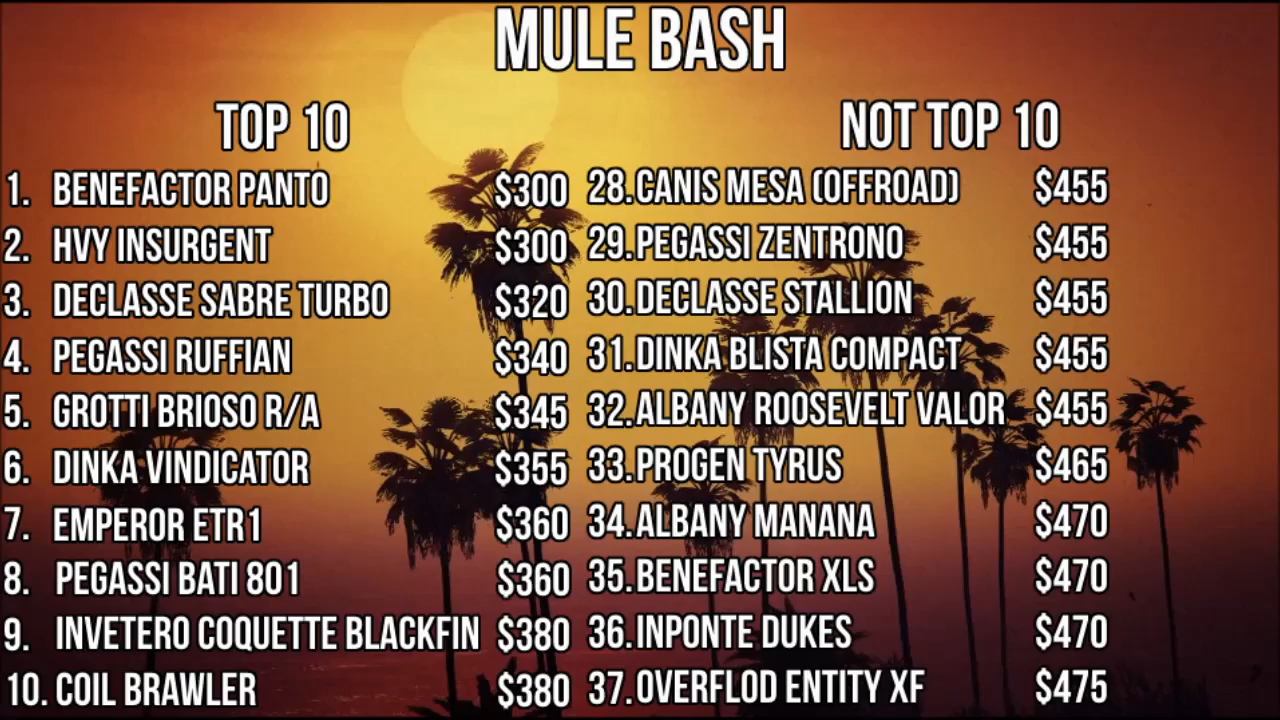 MULE BASH
TOP 10
1. BENEFACTOR PANTO $300
2. HVY INSURGENT $300
3. DECLASSE SABRE TURBO $320
4. PEGASSI RUFFIAN $340
5. GROTTI BRIOSO R/A $345
6. DINKA VINDICATOR $355
7. EMPEROR ETR1 $360
8. PEGASSI BATI 801 $360
9. INVETERO COQUETTE BLACKFIN $380
10. COIL BRAWLER $380
NOT TOP 10
28. CANIS MESA (OFFROAD) $455
29. PEGASSI ZENTRONO $455
30. DECLASSE STALLION $455
31. DINKA BLISTA COMPACT $455
32. ALBANY ROOSEVELT VALOR $455
33. PROGEN TYRUS $465
34. ALBANY MANANA $470
35. BENEFACTOR XLS $470
36. INPONTE DUKES $470
37. OVERFLOD ENTITY XF $475